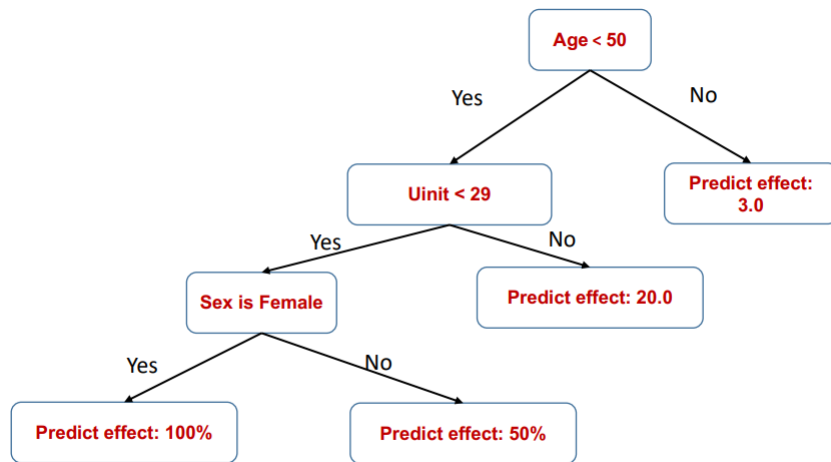 Age < 50
Yes
No
Uinit < 29
Predict effect:
3.0
Yes
No
Sex is Female
Predict effect: 20.0
Yes
No
Predict effect: 100%
Predict effect: 50%